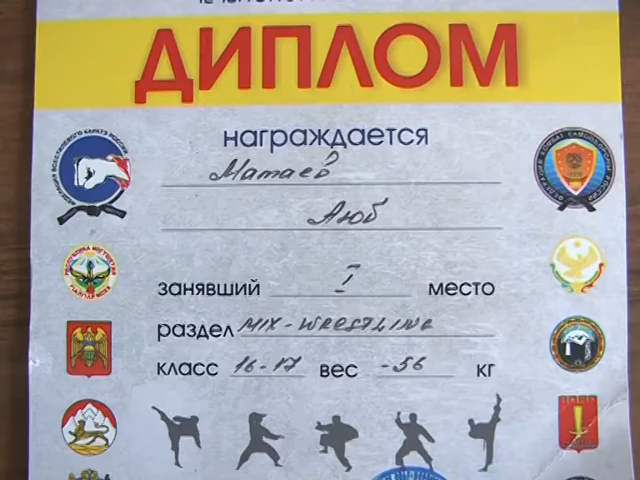 ДИПЛОМ
награждается
Матаев
Аюб
занявший I место
раздел MIX-WRESTLING
класс 16-17 вес -56 кг